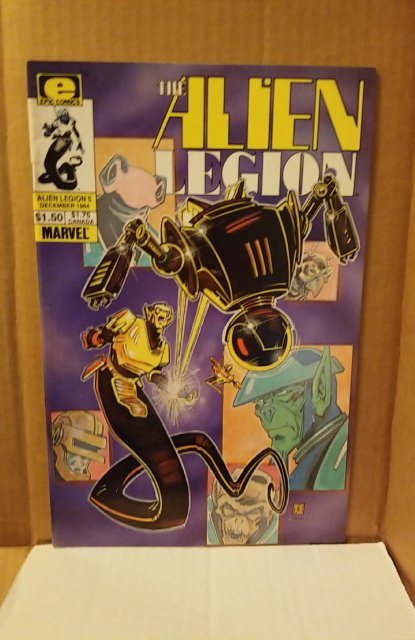 e
EPIC COMICS
THE ALIEN
LEGION
ALIEN LEGION 5
DECEMBER 1984
$1.50 $1.75
CANADA
MARVEL